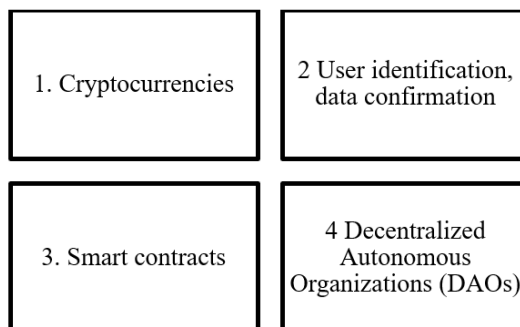 1. Cryptocurrencies
2 User identification,
data confirmation
3. Smart contracts
4 Decentralized
Autonomous
Organizations (DAOs)